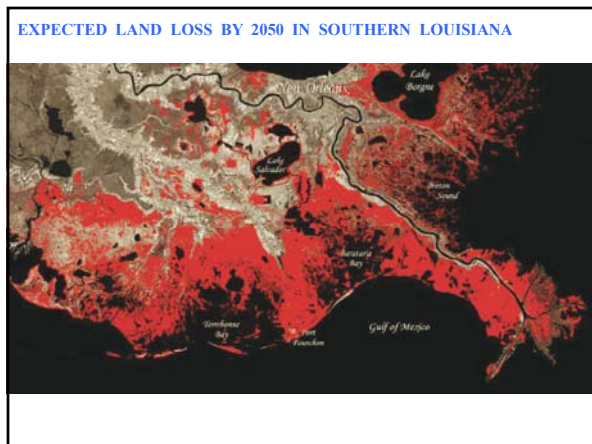 EXPECTED LAND LOSS BY 2050 IN SOUTHERN LOUISIANA
Lake
Borgne
New Orleans
Lake
Salvador
Breton
Sound
Barataria
Bay
Terrebonne
Bay
Port
Fourchon
Gulf of Mexico